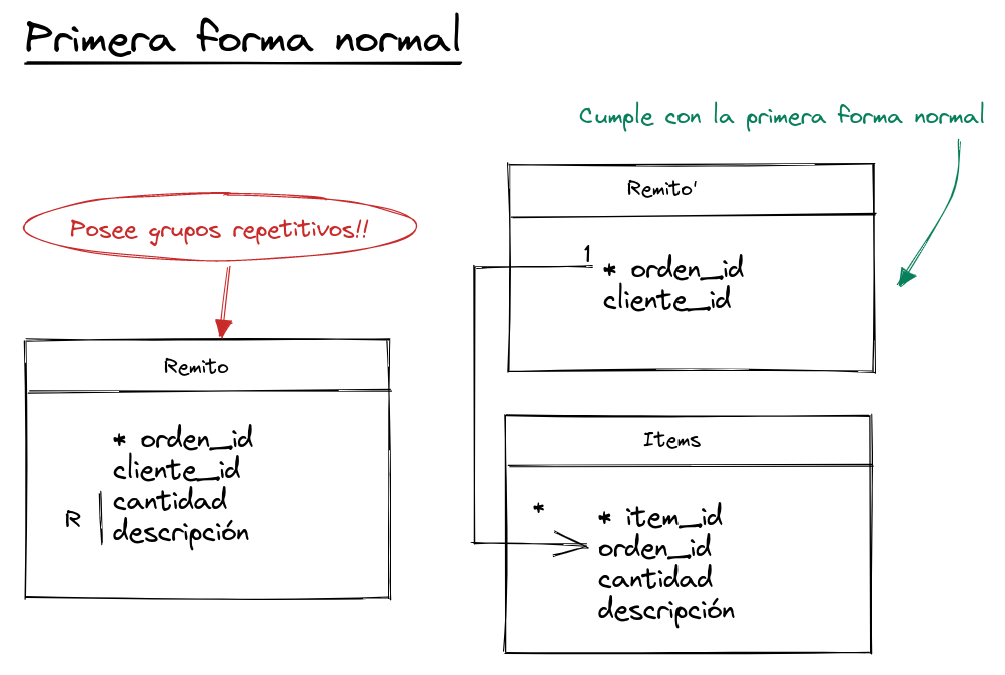 Primera forma normal
Posee grupos repetitivos!!
Remito
* orden_id
cliente_id
R
cantidad
descripción
Cumple con la primera forma normal
Remito'
1
* orden_id
cliente_id
Items
*
* item_id
orden_id
cantidad
descripción